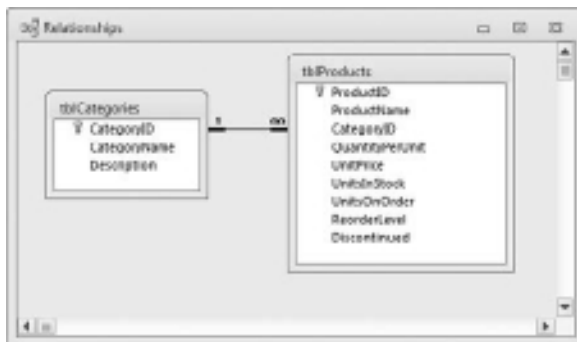 Relationships
tblCategories
CategoryID
CategoryName
Description
1
∞
tblProducts
ProductID
ProductName
CategoryID
QuantityPerUnit
UnitPrice
UnitsInStock
UnitsOnOrder
ReorderLevel
Discontinued